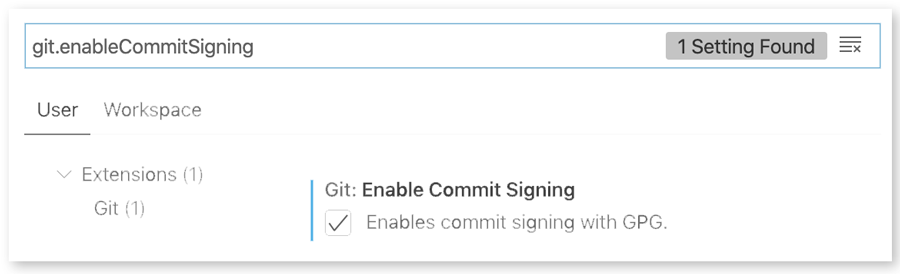 git.enableCommitSigning
1 Setting Found
User Workspace
Extensions (1)
Git (1)
Git: Enable Commit Signing
Enables commit signing with GPG.